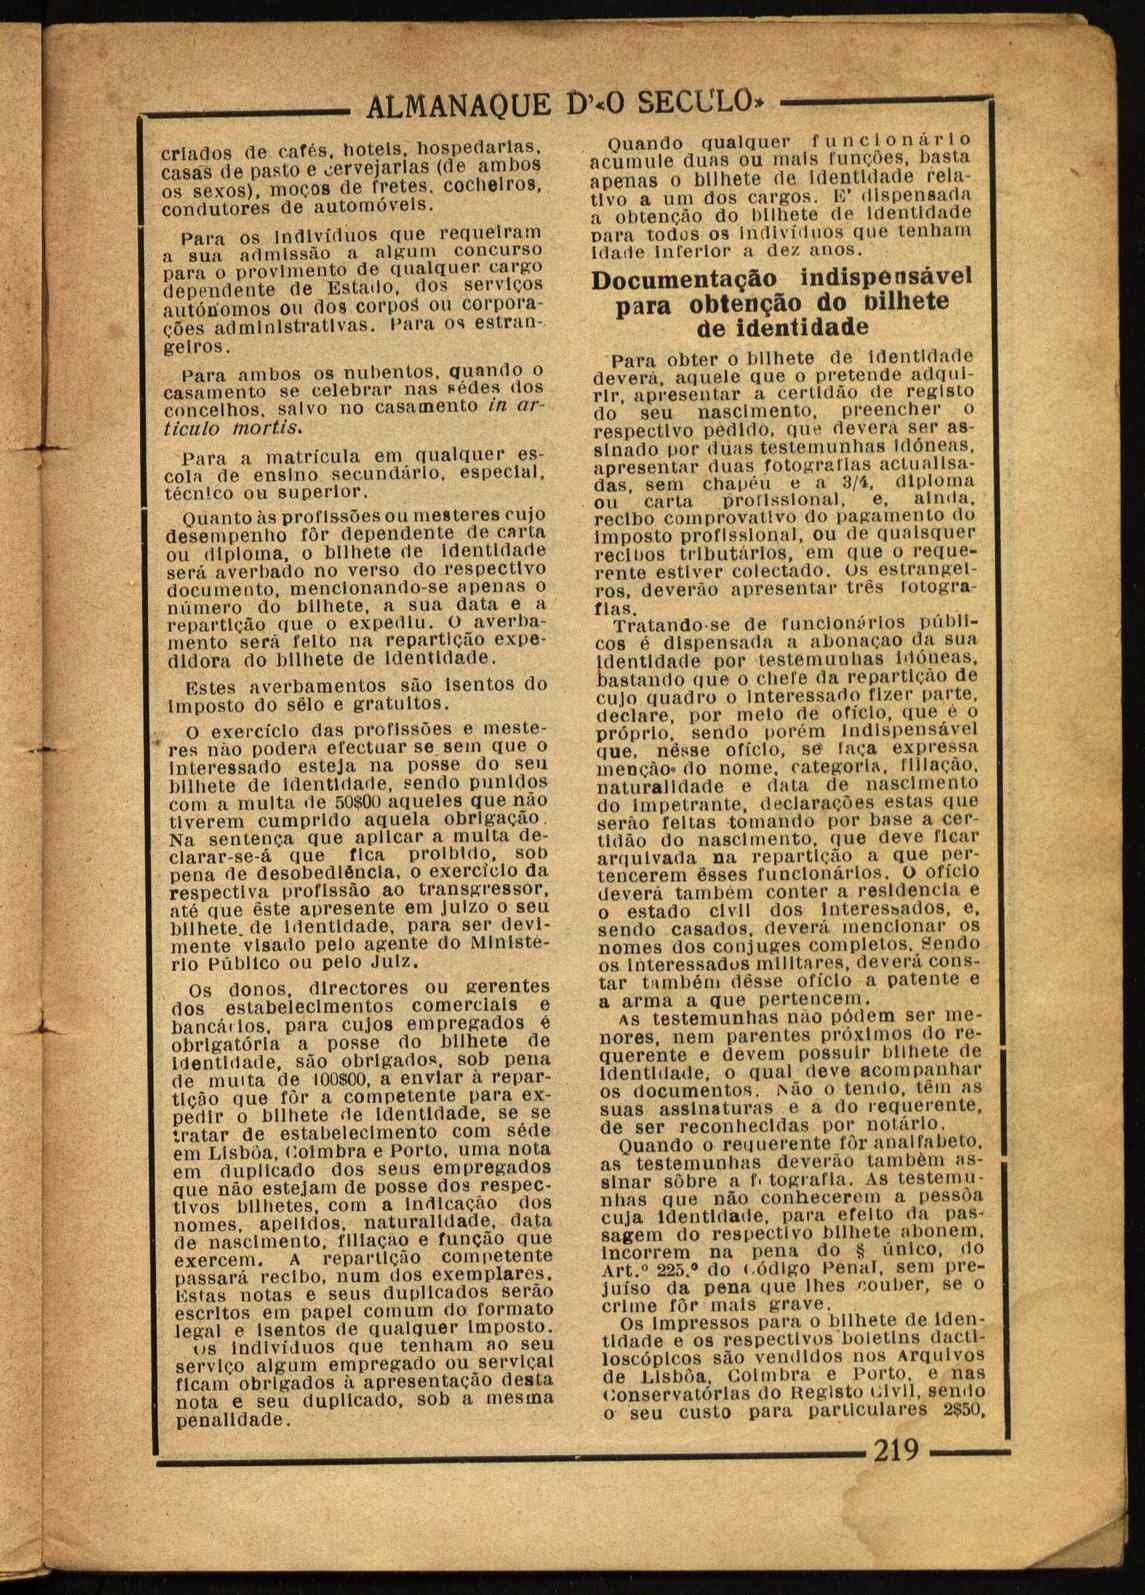 ALMANAQUE D'«O SECULO»
criados de cafés, hoteis, hospedarias,
casas de pasto e cervejarias (de ambos
os sexos), moços de fretes, cocheiros,
condutores de automóveis.
Para os indivíduos que requeiram
a sua admissão a algum concurso
para o provimento de qualquer cargo
dependente de Estado, dos serviços
autónomos ou dos corpos ou corpora-
ções administrativas. Para os estran-
geiros.
Para ambos os nubentos, quando o
casamento se celebrar nas sédes dos
concelhos, salvo no casamento in ar-
ticulo mortis.
Para a matrícula em qualquer es-
cola de ensino secundário, especial,
técnico ou superior.
Quanto às profissões ou mesteres cujo
desempenho fôr dependente de carta
ou diploma, o bilhete de identidade
será averbado no verso do respectivo
documento, mencionando-se apenas o
número do bilhete, a sua data e a
repartição que o expediu. O averba-
mento será feito na repartição expe-
didora do bilhete de identidade.
Estes averbamentos são isentos do
imposto do sêlo e gratuitos.
O exercício das profissões e meste-
res não poderá efectuar se sem que o
interessado esteja na posse do seu
bilhete de identidade, sendo punidos
com a multa de 50$00 aqueles que não
tiverem cumprido aquela obrigação.
Na sentença que aplicar a multa de-
clarar-se-á que fica proibido, sob
pena de desobediência, o exercício da
respectiva profissão ao transgressor,
até que êste apresente em juizo o seu
bilhete de identidade, para ser devi-
mente visado pelo agente do Ministé-
rio Público ou pelo Juiz.
Os donos, directores ou gerentes
dos estabelecimentos comerciais e
bancários, para cujos empregados é
obrigatória a posse do bilhete de
identidade, são obrigados, sob pena
de multa de 100$00, a enviar à repar-
tição que fôr a competente para ex-
pedir o bilhete de identidade, se se
tratar de estabelecimento com séde
em Lisbôa, Coimbra e Porto, uma nota
em duplicado dos seus empregados
que não estejam de posse dos respec-
tivos bilhetes, com a indicação dos
nomes, apelidos, naturalidade, data
de nascimento, filiação e função que
exercem. A repartição competente
passará recibo, num dos exemplares.
Estas notas e seus duplicados serão
escritos em papel comum do formato
legal e isentos de qualquer imposto.
Os indivíduos que tenham ao seu
serviço algum empregado ou serviçal
ficam obrigados à apresentação desta
nota e seu duplicado, sob a mesma
penalidade.
Quando qualquer funcionário
acumule duas ou mais funções, basta
apenas o bilhete de identidade rela-
tivo a um dos cargos. E' dispensada
a obtenção do bilhete de identidade
para todos os indivíduos que tenham
idade inferior a dez anos.
Documentação indispensável
para obtenção do bilhete
de identidade
Para obter o bilhete de identidade
deverá, aquele que o pretende adqui-
rir, apresentar a certidão de registo
do seu nascimento, preencher o
respectivo pedido, que deverá ser as-
sinado por duas testemunhas idóneas,
apresentar duas fotografias actualisa-
das, sem chapéu e a 3/4, diploma
ou carta profissional, e, ainda,
recibo comprovativo do pagamento do
imposto profissional, ou de quaisquer
recibos tributários, em que o reque-
rente estiver colectado. Os estrangei-
ros, deverão apresentar três fotogra-
fias.
Tratando-se de funcionários públi-
cos é dispensada a abonaçao da sua
identidade por testemunhas idóneas,
bastando que o chefe da repartição de
cujo quadro o interessado fizer parte,
declare, por meio de ofício, que é o
próprio, sendo porém indispensável
que, nêsse ofício, se faça expressa
menção do nome, categoria, filiação,
naturalidade e data de nascimento
do impetrante, declarações estas que
serão feitas tomando por base a cer-
tidão do nascimento, que deve ficar
arquivada na repartição a que per-
tencerem êsses funcionários. O ofício
deverá também conter a residencia e
o estado civil dos interessados, e,
sendo casados, deverá mencionar os
nomes dos conjuges completos. Sendo
os interessados militares, deverá cons-
tar também dêsse ofício a patente e
a arma a que pertencem.
As testemunhas não pódem ser me-
nores, nem parentes próximos do re-
querente e devem possuir bilhete de
identidade, o qual deve acompanhar
os documentos. Não o tendo, têm as
suas assinaturas e a do requerente,
de ser reconhecidas por notário.
Quando o requerente fôr analfabeto,
as testemunhas deverão também as-
sinar sôbre a fotografia. As testemu-
nhas que não conhecerem a pessôa
cuja identidade, para efeito da pas-
sagem do respectivo bilhete abonem,
incorrem na pena do § único, do
Art.º 225.º do Código Penal, sem pre-
juíso da pena que lhes couber, se o
crime fôr mais grave.
Os impressos para o bilhete de iden-
tidade e os respectivos boletins dacti-
loscópicos são vendidos nos Arquivos
de Lisbôa, Coimbra e Porto, e nas
Conservatórias do Registo Civil, sendo
o seu custo para particulares 2$50,
219